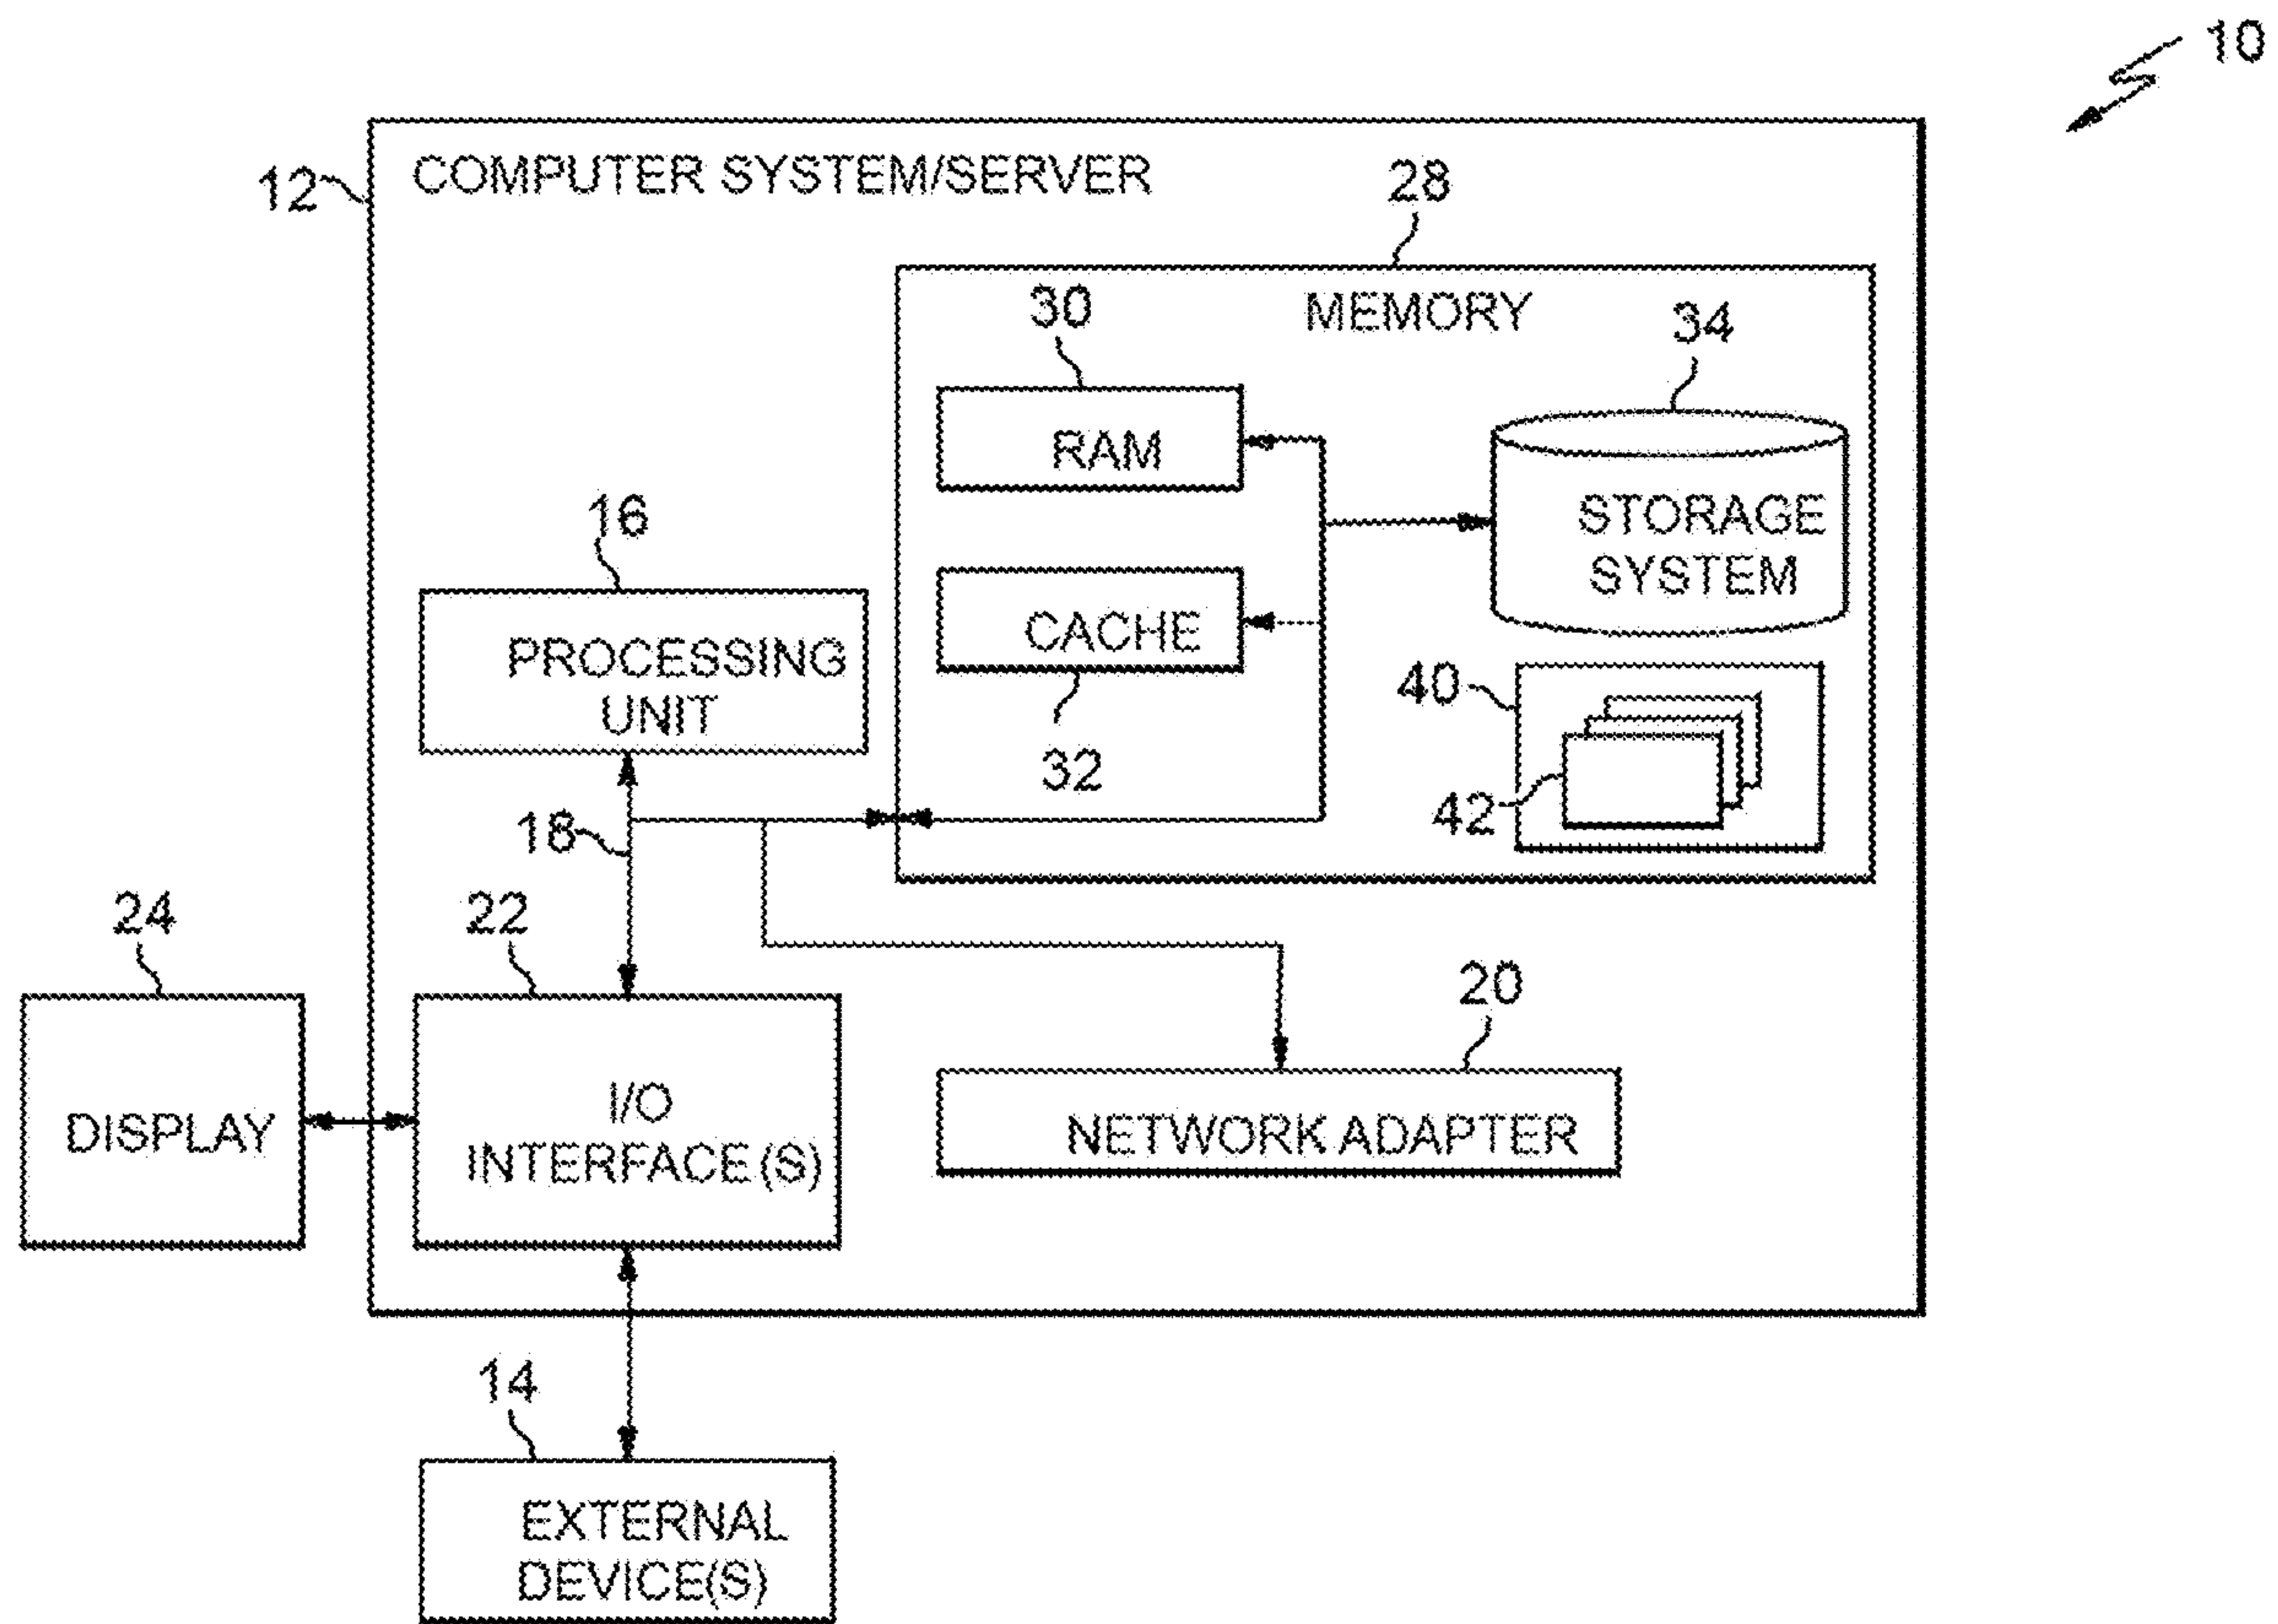 10
12
COMPUTER SYSTEM/SERVER
28
MEMORY
30
34
RAM
STORAGE
SYSTEM
16
PROCESSING
UNIT
CACHE
32
40
42
18
24
22
20
DISPLAY
I/O
INTERFACE(S)
NETWORK ADAPTER
14
EXTERNAL
DEVICE(S)